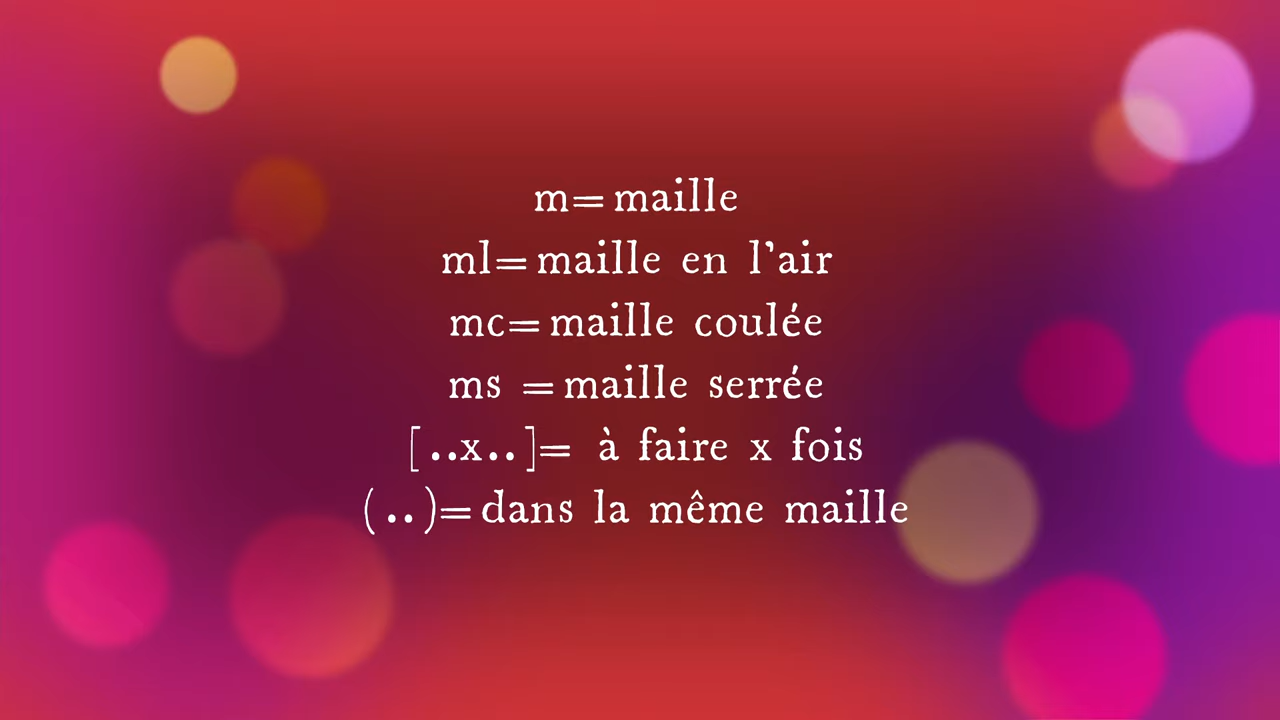 m=maille
ml=maille en l'air
mc=maille coulée
ms =maille serrée
[..x..]= à faire x fois
(..)=dans la même maille